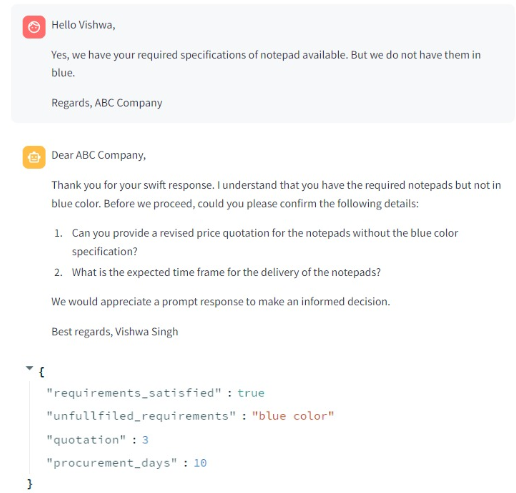 Hello Vishwa,
Yes, we have your required specifications of notepad available. But we do not have them in
blue.
Regards, ABC Company
Dear ABC Company,
Thank you for your swift response. I understand that you have the required notepads but not in
blue color. Before we proceed, could you please confirm the following details:
1. Can you provide a revised price quotation for the notepads without the blue color
specification?
2. What is the expected time frame for the delivery of the notepads?
We would appreciate a prompt response to make an informed decision.
Best regards, Vishwa Singh
{
"requirements_satisfied" : true
"unfullfiled_requirements" : "blue color"
"quotation" : 3
"procurement_days" : 10
}